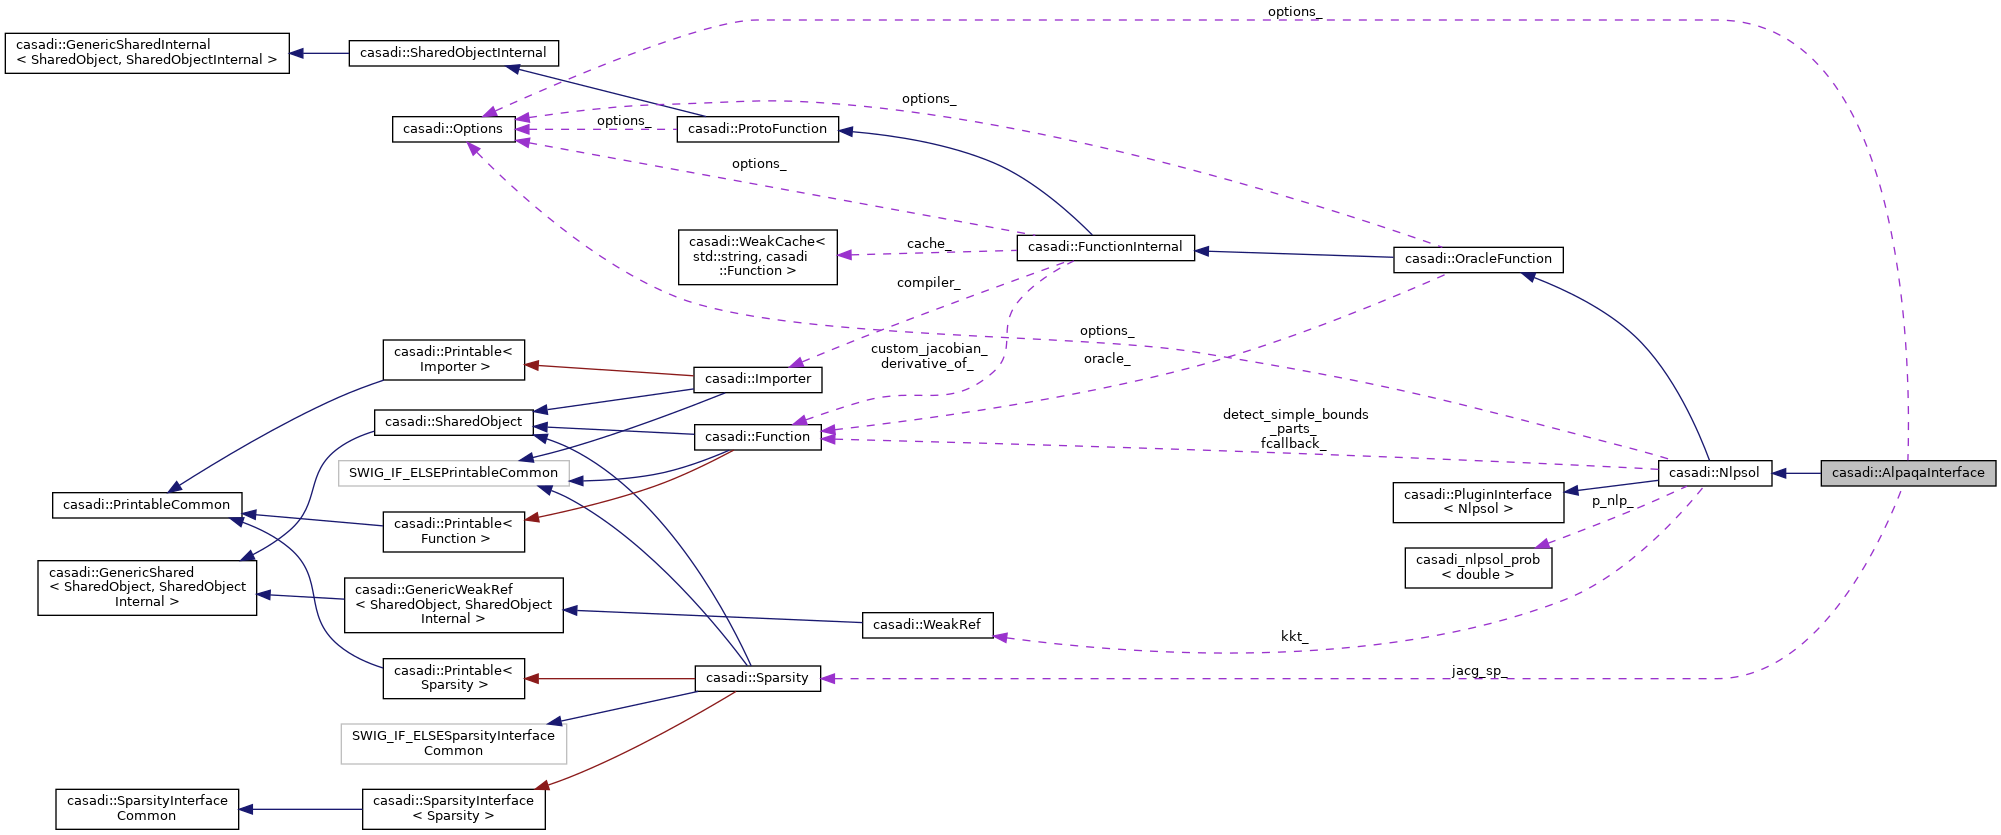 options_
casadi::GenericSharedInternal
< SharedObject, SharedObjectInternal >
casadi::SharedObjectInternal
options_
casadi::Options
options_
casadi::ProtoFunction
options_
casadi::WeakCache<
std::string, casadi
::Function >
cache_
casadi::FunctionInternal
casadi::OracleFunction
compiler_
options_
custom_jacobian_
derivative_of_
oracle_
casadi::Printable<
Importer >
casadi::Importer
casadi::SharedObject
casadi::Function
detect_simple_bounds
_parts_
fcallback_
SWIG_IF_ELSEPrintableCommon
casadi::Nlpsol
casadi::AlpaqaInterface
casadi::PrintableCommon
casadi::PluginInterface
< Nlpsol >
p_nlp_
casadi::Printable<
Function >
casadi_nlpsol_prob
< double >
casadi::GenericShared
< SharedObject, SharedObject
Internal >
casadi::GenericWeakRef
< SharedObject, SharedObject
Internal >
casadi::WeakRef
kkt_
casadi::Printable<
Sparsity >
casadi::Sparsity
jacg_sp_
SWIG_IF_ELSESparsityInterface
Common
casadi::SparsityInterface
Common
casadi::SparsityInterface
< Sparsity >